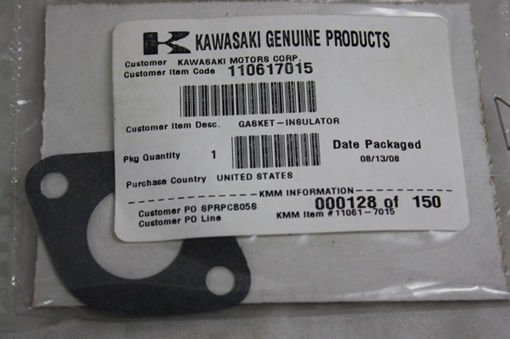 K KAWASAKI GENUINE PRODUCTS
Customer KAWASAKI MOTORS CORP.
Customer Item Code 110617015
Customer Item Desc. GASKET-INSULATOR
Pkg Quantity 1 Date Packaged
08/13/08
Purchase Country UNITED STATES
KMM INFORMATION
000128 of 150
Customer PO SPRPCB05S
Customer PO Line KMM Item #11061-7015